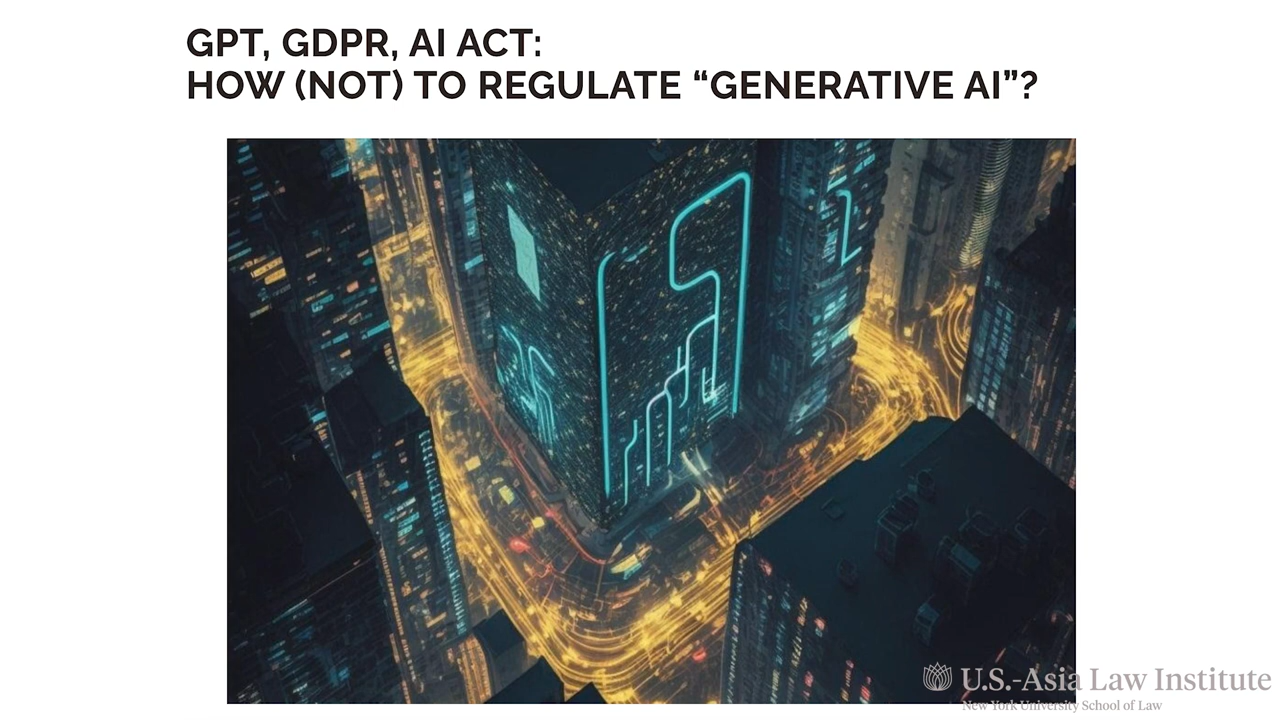 GPT, GDPR, AI ACT:
HOW (NOT) TO REGULATE “GENERATIVE AI”?
U.S.-Asia Law Institute
New York University School of Law